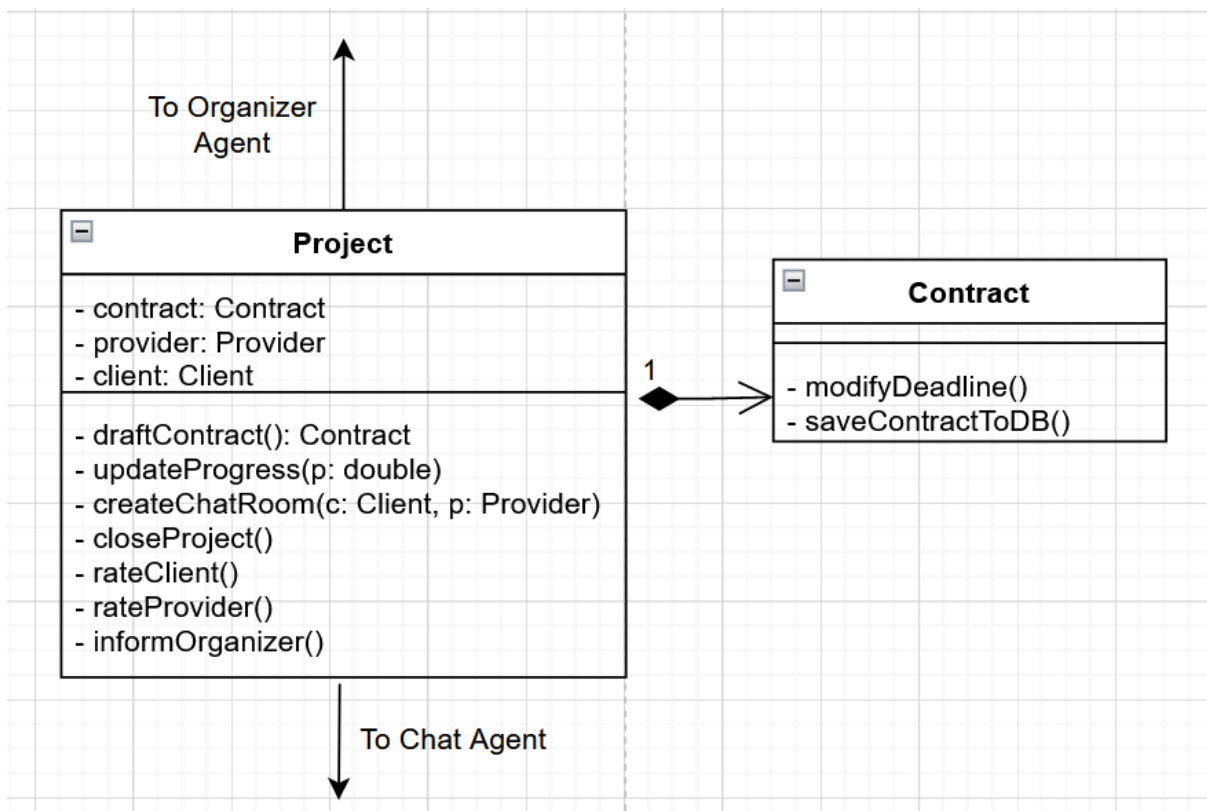 To Organizer
Agent
Project
- contract: Contract
- provider: Provider
- client: Client
- draftContract(): Contract
- updateProgress(p: double)
- createChatRoom(c: Client, p: Provider)
- closeProject()
- rateClient()
- rateProvider()
- informOrganizer()
1
Contract
- modifyDeadline()
- saveContractToDB()
To Chat Agent